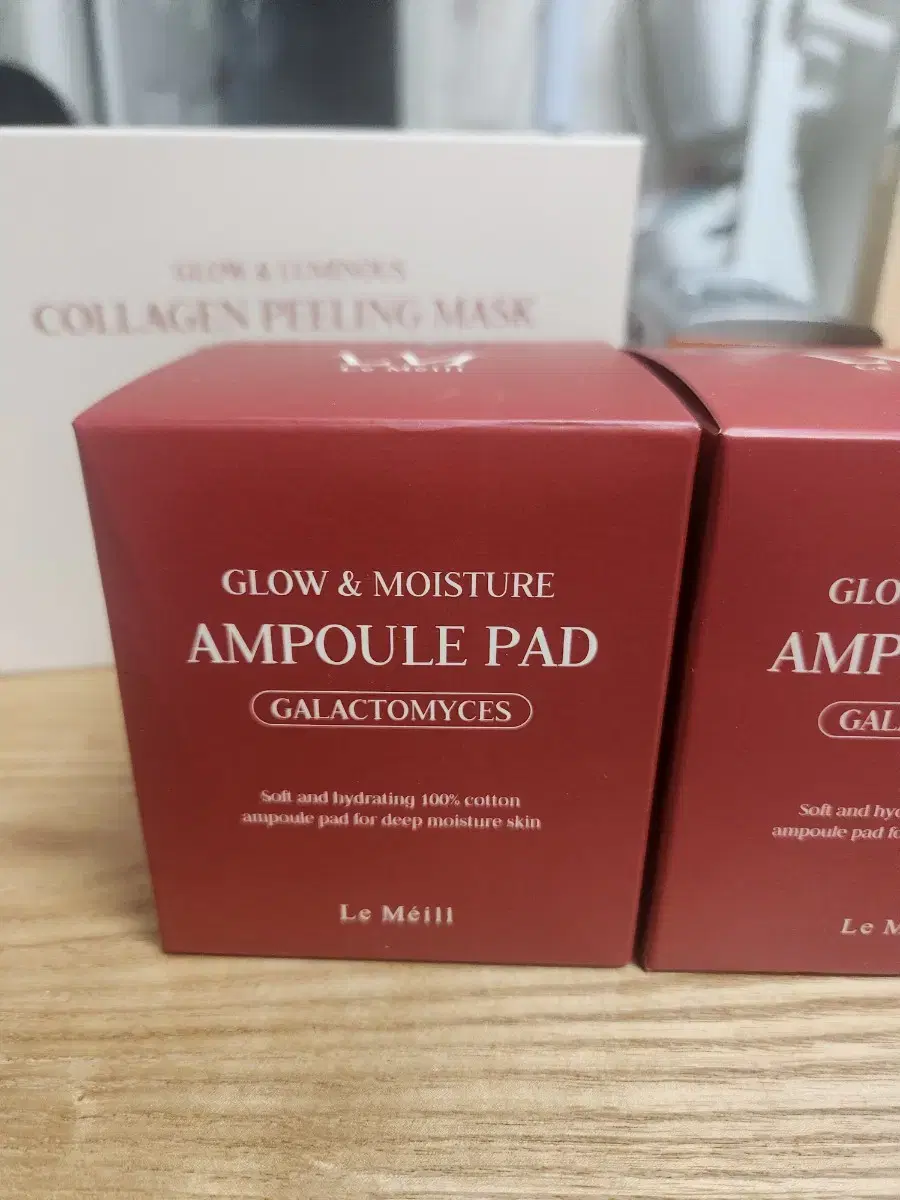 GLOW & LUMINOUS
COLLAGEN PEELING MASK
Le Méill
GLOW & MOISTURE
AMPOULE PAD
GALACTOMYCES
Soft and hydrating 100% cotton
ampoule pad for deep moisture skin
Le Méill
GLO
AMP
GAL
Soft and hyd
ampoule pad fo
Le M